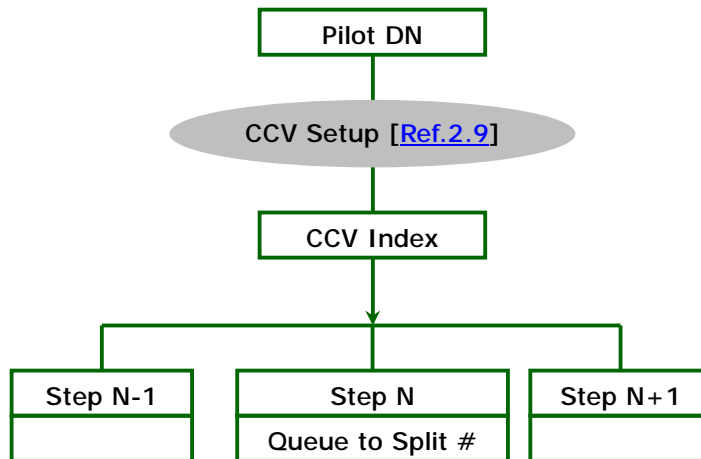 Pilot DN
CCV Setup [Ref.2.9]
CCV Index
Step N-1
Step N
Step N+1
Queue to Split #